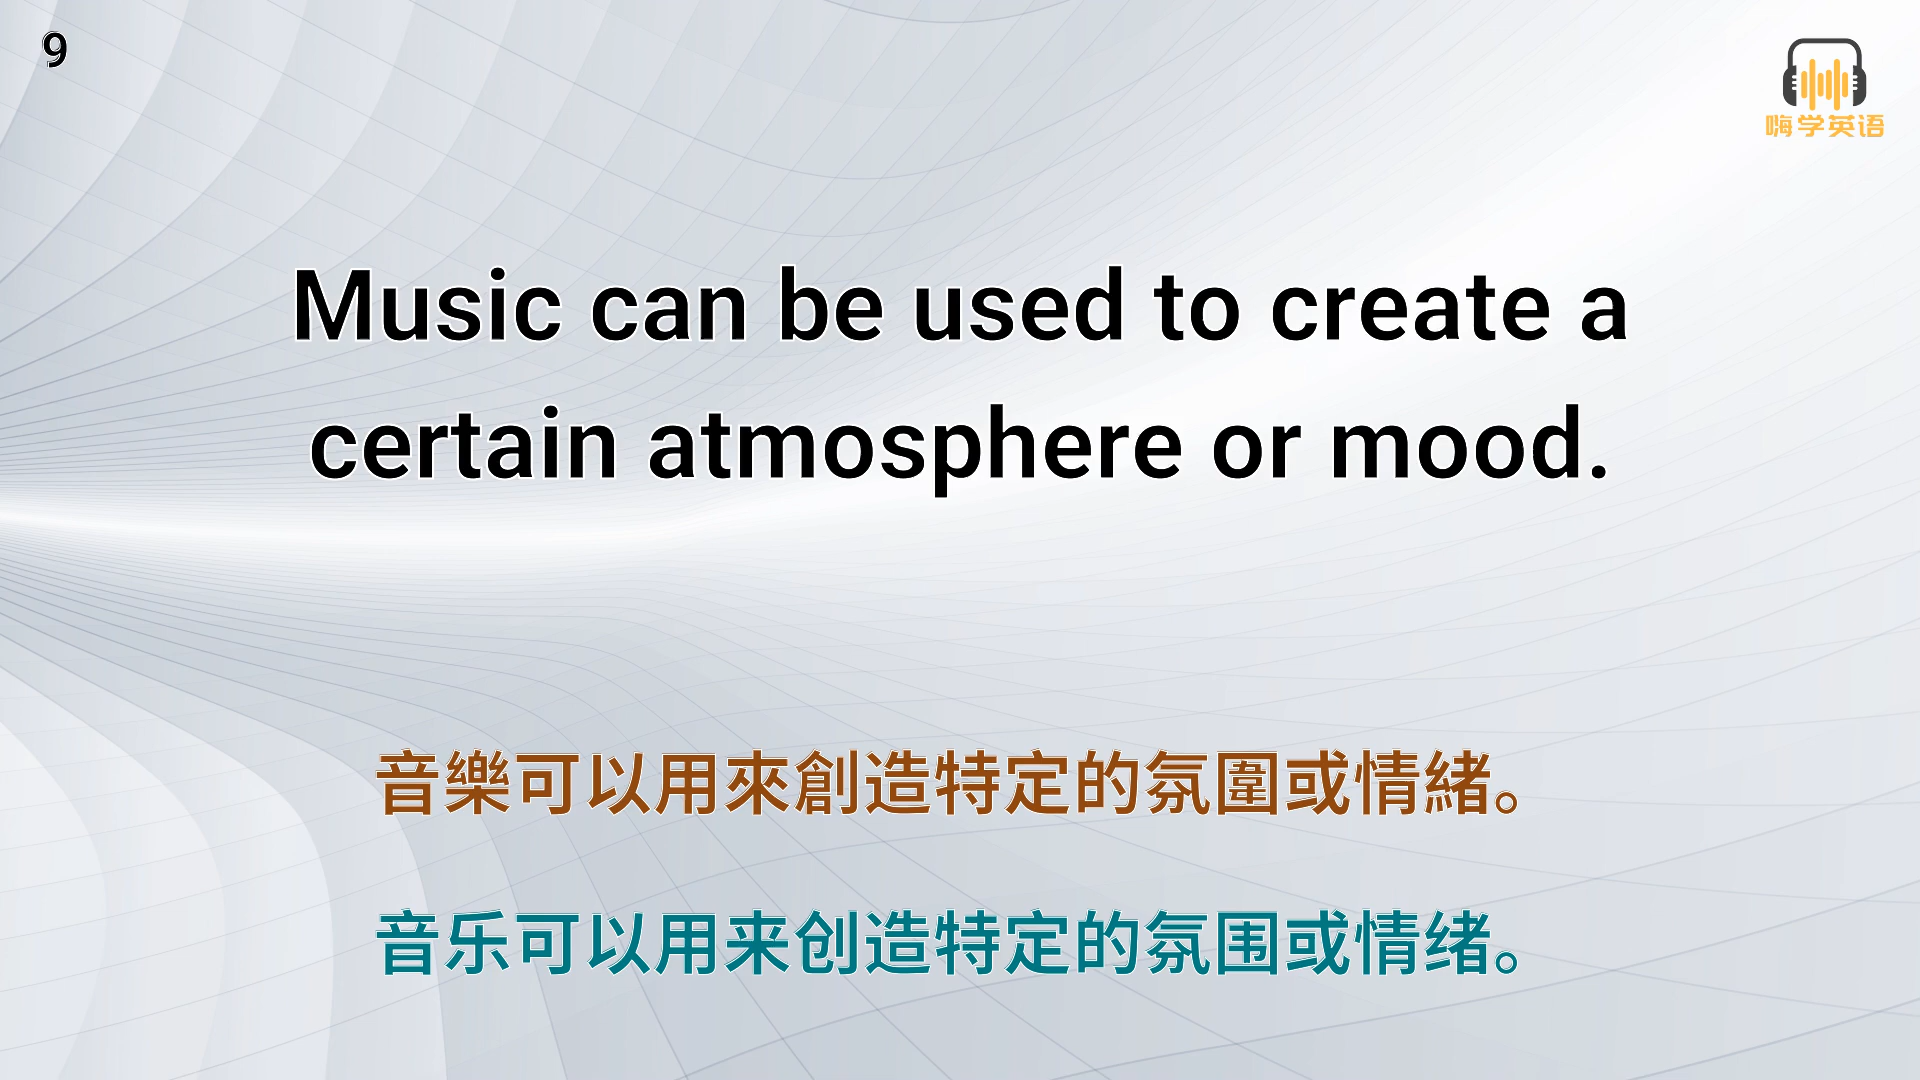 9
嗨学英语
Music can be used to create a
certain atmosphere or mood.
音樂可以用來創造特定的氛圍或情緒。
音乐可以用来创造特定的氛围或情绪。